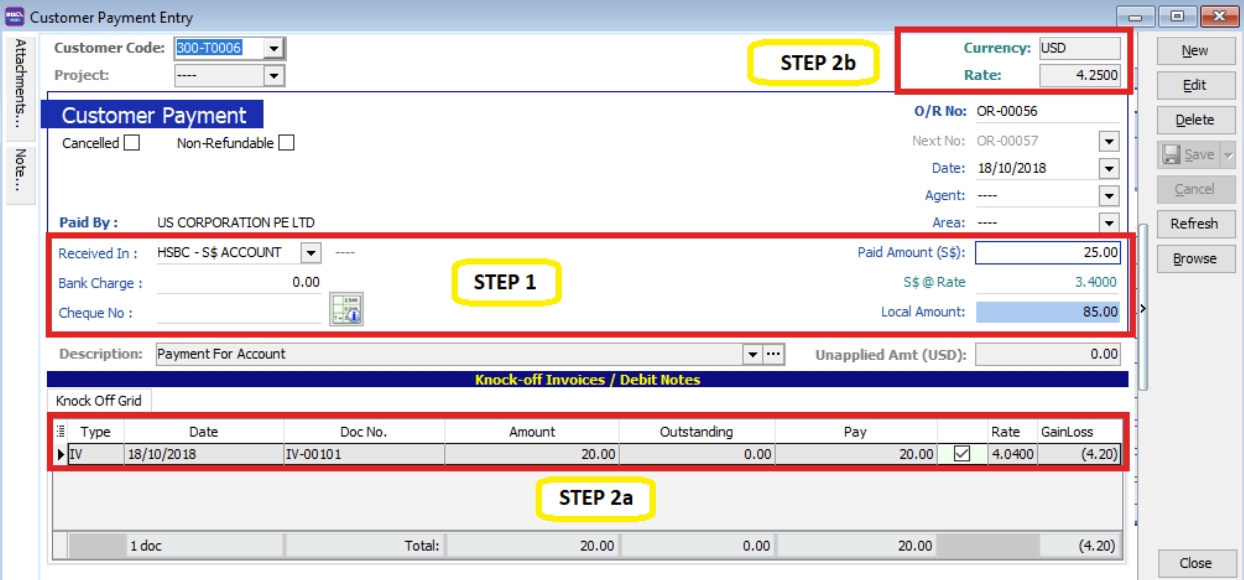 Customer Payment Entry
Attachments...
Note...
Customer Code: 300-T0006
Project: ----
STEP 2b
Currency: USD
Rate: 4.2500
Customer Payment
Cancelled Non-Refundable
O/R No: OR-00056
Next No: OR-00057
Date: 18/10/2018
Agent: ----
Area: ----
Paid By : US CORPORATION PE LTD
Received In : HSBC - S$ ACCOUNT ----
Bank Charge : 0.00
Cheque No :
STEP 1
Paid Amount (S$): 25.00
S$ @ Rate 3.4000
Local Amount: 85.00
Description: Payment For Account
Unapplied Amt (USD): 0.00
Knock-off Invoices / Debit Notes
Knock Off Grid
Type Date Doc No. Amount Outstanding Pay Rate GainLoss
IV 18/10/2018 IV-00101 20.00 0.00 20.00 4.0400 (4.20)
STEP 2a
1 doc Total: 20.00 0.00 20.00 (4.20)
New
Edit
Delete
Save
Cancel
Refresh
Browse
Close